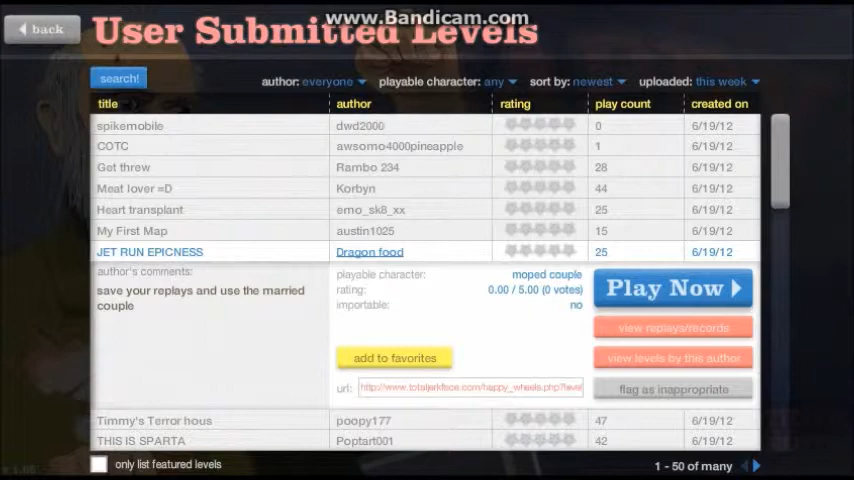 www.Bandicam.com
back
User Submitted Levels
search!
author: everyone playable character: any sort by: newest uploaded: this week
title author rating play count created on
spikemobile dwd2000 0 6/19/12
COTC awsomo4000pineapple 1 6/19/12
Get threw Rambo 234 28 6/19/12
Meat lover =D Korbyn 44 6/19/12
Heart transplant emo_sk8_xx 25 6/19/12
My First Map austin1025 15 6/19/12
JET RUN EPICNESS Dragon food 25 6/19/12
author's comments:
save your replays and use the married
couple
playable character: moped couple
rating: 0.00 / 5.00 (0 votes)
importable: no
Play Now
view replays/records
add to favorites
view levels by this author
url: http://www.totaljerkface.com/happy_wheels.php?level
flag as inappropriate
Timmy's Terror hous poopy177 47 6/19/12
THIS IS SPARTA Poptart001 42 6/19/12
only list featured levels
1 - 50 of many